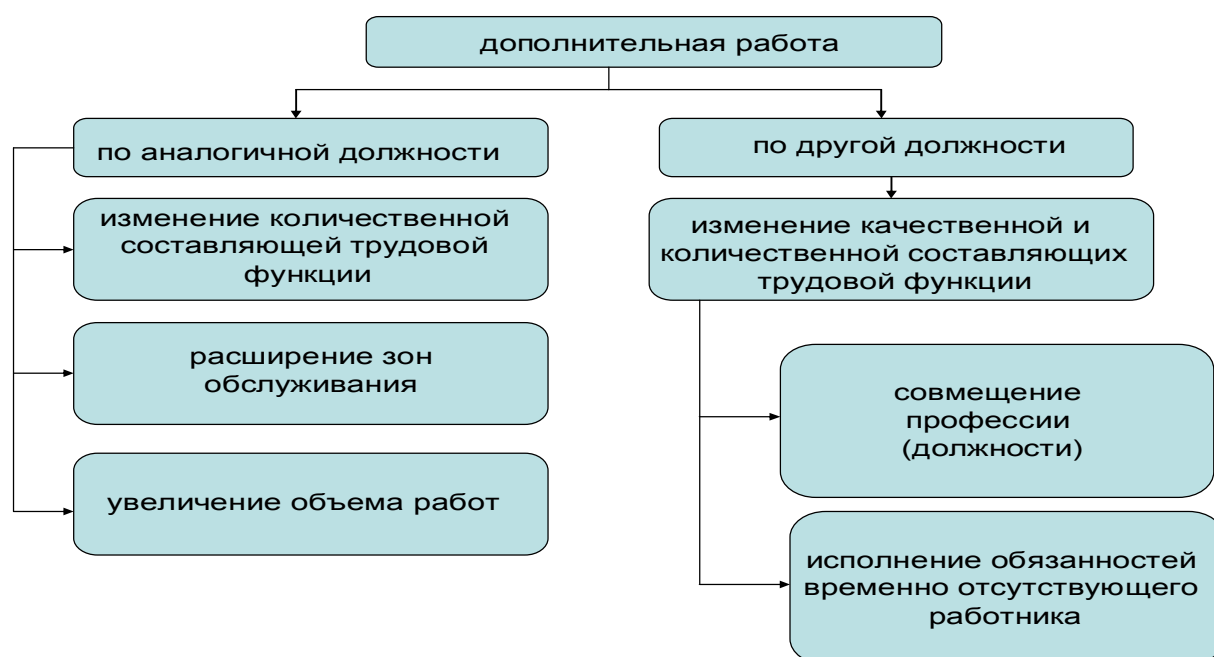 дополнительная работа
по аналогичной должности
изменение количественной
составляющей трудовой
функции
расширение зон
обслуживания
увеличение объема работ
по другой должности
изменение качественной и
количественной составляющих
трудовой функции
совмещение
профессии
(должности)
исполнение обязанностей
временно отсутствующего
работника